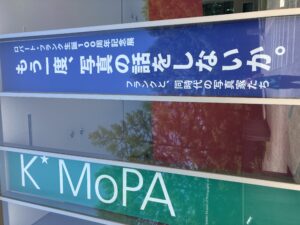 ロバート・フランク生誕100周年記念展
もう一度、写真の話をしないか。
フランクと、同時代の写真家たち
K*MoPA